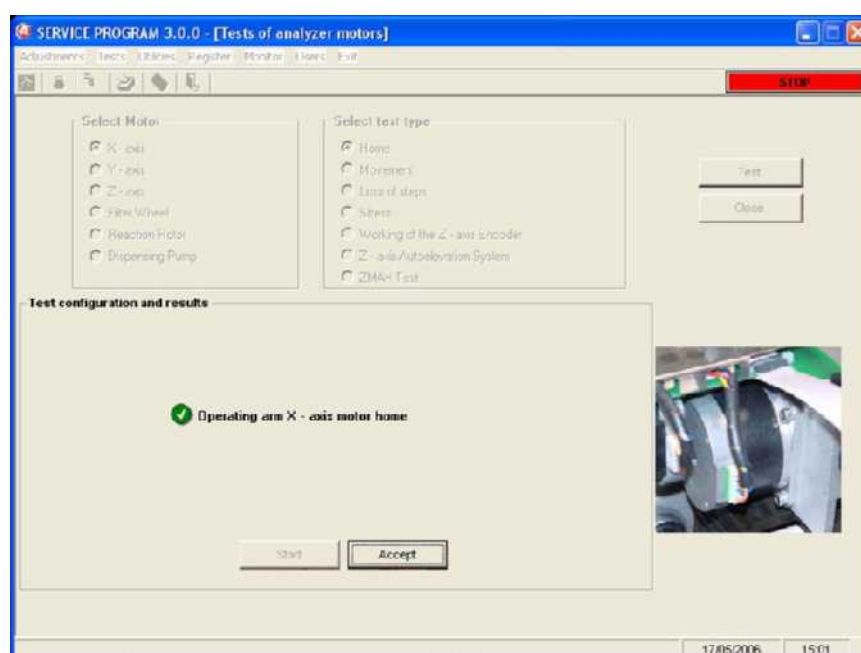 SERVICE PROGRAM 3.0.0 - [Tests of analyzer motors]
Adjustments Tests Utilities Register Monitor Users Exit
STOP
Select Motor
X - axis
Y - axis
Z - axis
Filter Wheel
Reaction Rotor
Dispensing Pump
Select test type
Home
Movement
Loss of steps
Stress
Working of the Z - axis Encoder
Z - axis Autoelevation System
ZMAX Test
Test
Close
Test configuration and results
Operating arm X - axis motor home
Start
Accept
17/05/2006 15:01